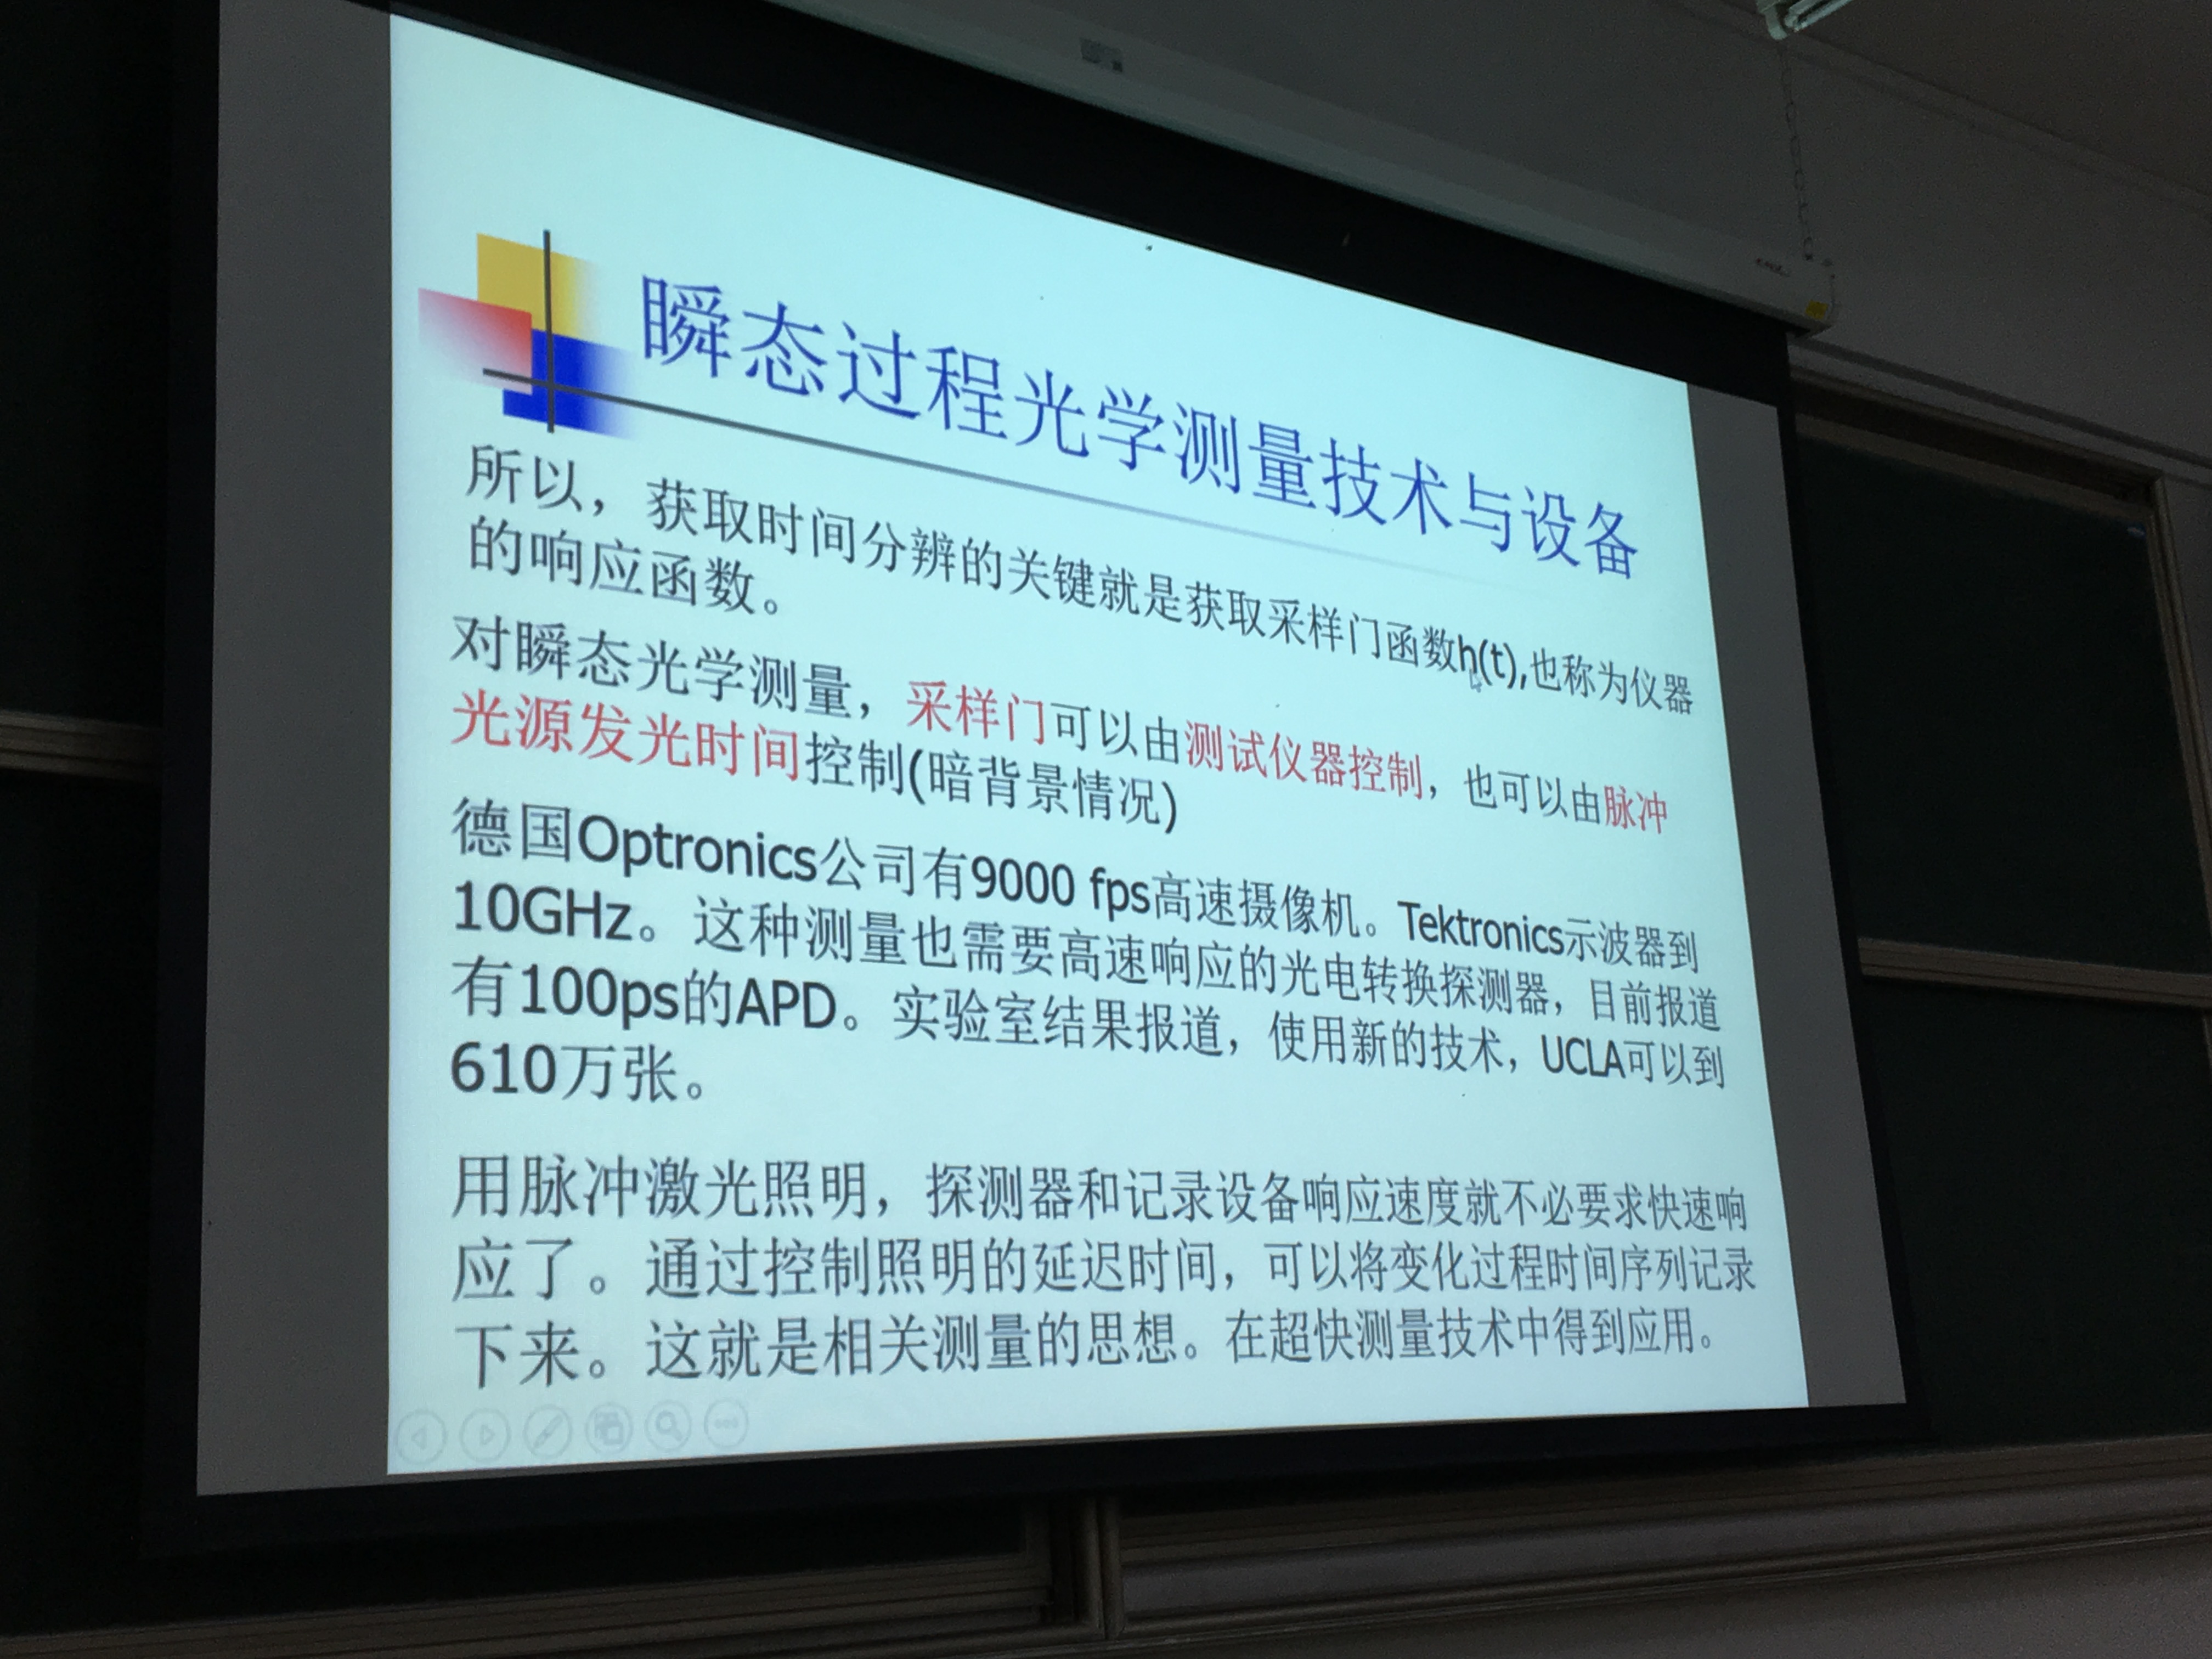 瞬态过程光学测量技术与设备
所以，获取时间分辨的关键就是获取采样门函数h(t),也称为仪器
的响应函数。
对瞬态光学测量，采样门可以由测试仪器控制，也可以由脉冲
光源发光时间控制(暗背景情况)
德国Optronics公司有9000 fps高速摄像机。Tektronics示波器到
10GHz。这种测量也需要高速响应的光电转换探测器，目前报道
有100ps的APD。实验室结果报道，使用新的技术，UCLA可以到
610万张。
用脉冲激光照明，探测器和记录设备响应速度就不必要求快速响
应了。通过控制照明的延迟时间，可以将变化过程时间序列记录
下来。这就是相关测量的思想。在超快测量技术中得到应用。